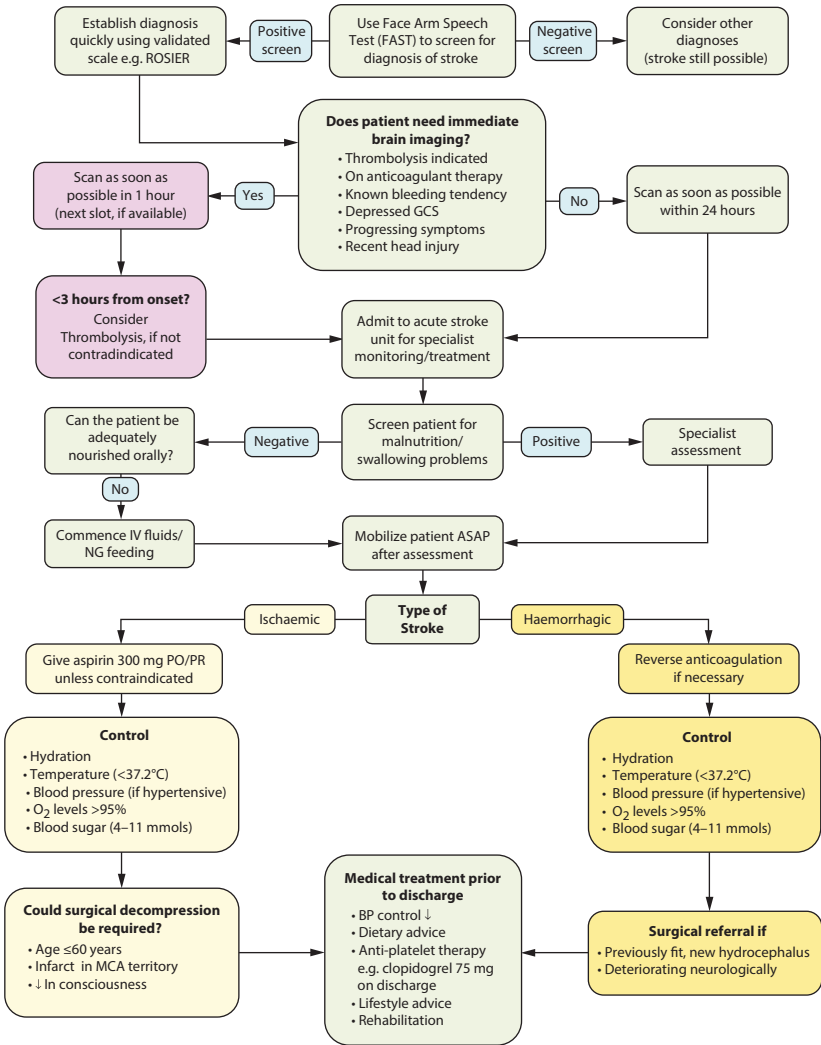 Establish diagnosis
quickly using validated
scale e.g. ROSIER
Positive
screen
Use Face Arm Speech
Test (FAST) to screen for
diagnosis of stroke
Negative
screen
Consider other
diagnoses
(stroke still possible)
Does patient need immediate
brain imaging?
• Thrombolysis indicated
• On anticoagulant therapy
• Known bleeding tendency
• Depressed GCS
• Progressing symptoms
• Recent head injury
Scan as soon as
possible in 1 hour
(next slot, if available)
Yes
No
Scan as soon as possible
within 24 hours
<3 hours from onset?
Consider
Thrombolysis, if not
contradindicated
Admit to acute stroke
unit for specialist
monitoring/treatment
Can the patient be
adequately
nourished orally?
Negative
Screen patient for
malnutrition/
swallowing problems
Positive
Specialist
assessment
No
Commence IV fluids/
NG feeding
Mobilize patient ASAP
after assessment
Ischaemic
Type of
Stroke
Haemorrhagic
Give aspirin 300 mg PO/PR
unless contraindicated
Reverse anticoagulation
if necessary
Control
• Hydration
• Temperature (<37.2°C)
• Blood pressure (if hypertensive)
• O₂ levels >95%
• Blood sugar (4–11 mmols)
Control
• Hydration
• Temperature (<37.2°C)
• Blood pressure (if hypertensive)
• O₂ levels >95%
• Blood sugar (4–11 mmols)
Could surgical decompression
be required?
• Age ≤60 years
• Infarct in MCA territory
• ↓ In consciousness
Medical treatment prior
to discharge
• BP control ↓
• Dietary advice
• Anti-platelet therapy
e.g. clopidogrel 75 mg
on discharge
• Lifestyle advice
• Rehabilitation
Surgical referral if
• Previously fit, new hydrocephalus
• Deteriorating neurologically